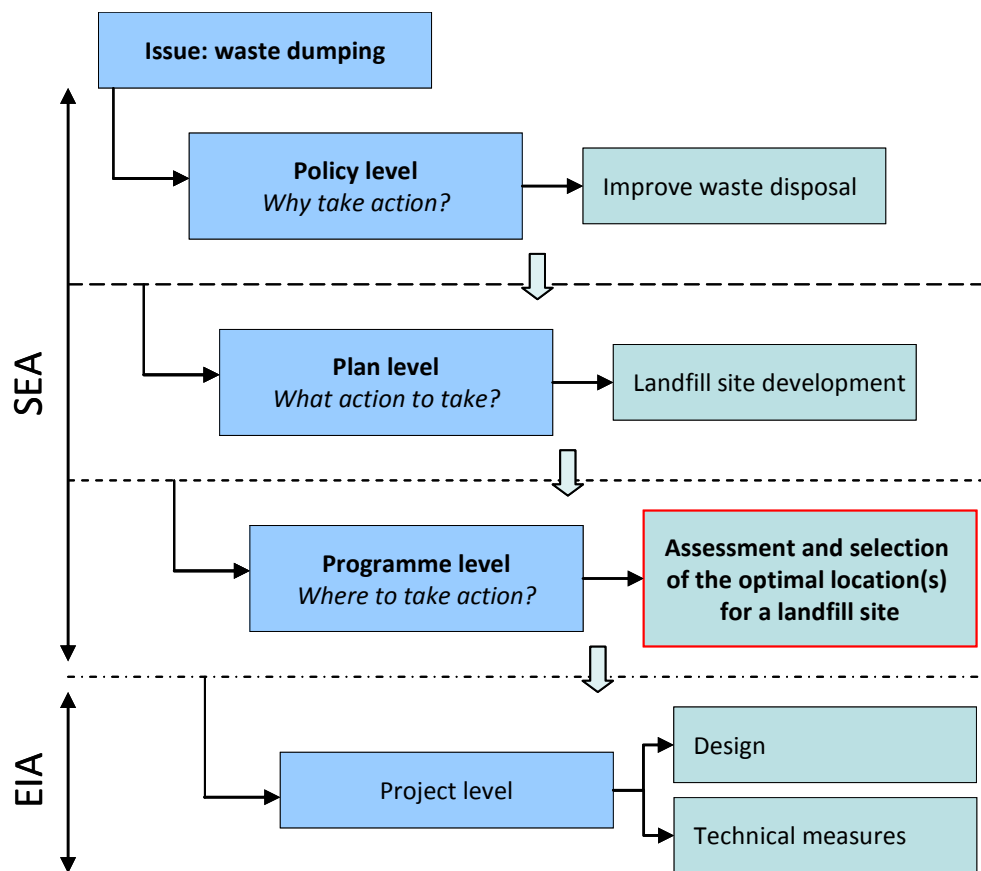 Issue: waste dumping
Policy level
Why take action?
Improve waste disposal
SEA
Plan level
What action to take?
Landfill site development
Programme level
Where to take action?
Assessment and selection
of the optimal location(s)
for a landfill site
EIA
Project level
Design
Technical measures